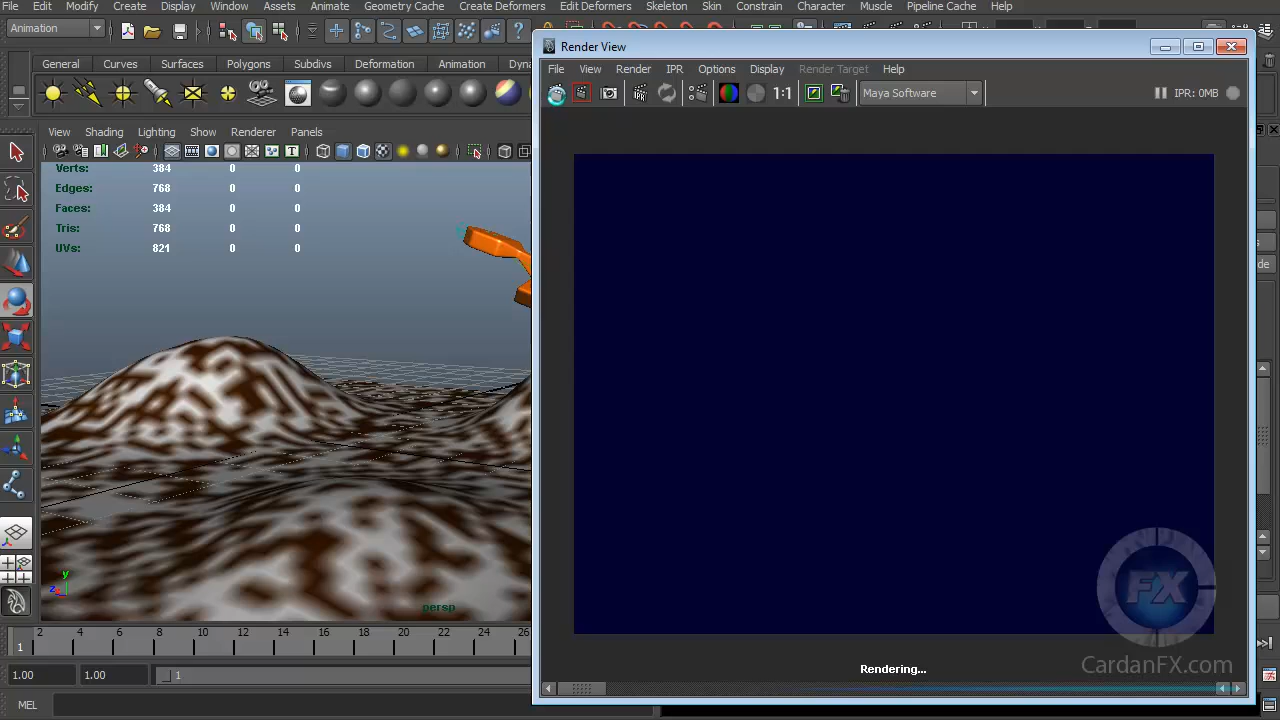 File Edit Modify Create Display Window Assets Animate Geometry Cache Create Deformers Edit Deformers Skeleton Skin Constrain Character Muscle Pipeline Cache Help
Animation
Render View
General Curves Surfaces Polygons Subdivs Deformation Animation
File View Render IPR Options Display Render Target Help
1:1 Maya Software IPR: 0MB
View Shading Lighting Show Renderer Panels
Verts: 384 0 0
Edges: 768 0 0
Faces: 384 0 0
Tris: 768 0 0
UVs: 821 0 0
y
z
persp
FX
CardanFX.com
2 4 6 8 10 12 14 16 18 20 22 24 26
1
Rendering...
1.00 1.00 1
MEL